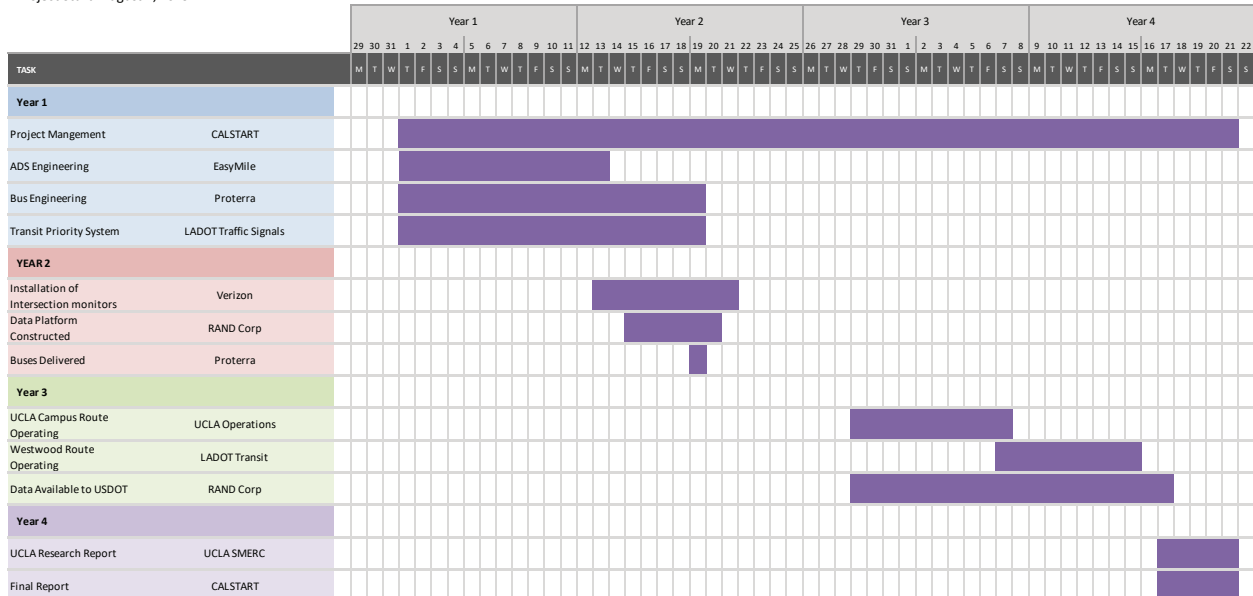 Year 1 Year 2 Year 3 Year 4
29 30 31 1 2 3 4 5 6 7 8 9 10 11 12 13 14 15 16 17 18 19 20 21 22 23 24 25 26 27 28 29 30 31 1 2 3 4 5 6 7 8 9 10 11 12 13 14 15 16 17 18 19 20 21 22
TASK M T W T F S S M T W T F S S M T W T F S S M T W T F S S M T W T F S S M T W T F S S M T W T F S S M T W T F S S
Year 1
Project Mangement CALSTART
ADS Engineering EasyMile
Bus Engineering Proterra
Transit Priority System LADOT Traffic Signals
YEAR 2
Installation of
Intersection monitors Verizon
Data Platform
Constructed RAND Corp
Buses Delivered Proterra
Year 3
UCLA Campus Route
Operating UCLA Operations
Westwood Route
Operating LADOT Transit
Data Available to USDOT RAND Corp
Year 4
UCLA Research Report UCLA SMERC
Final Report CALSTART